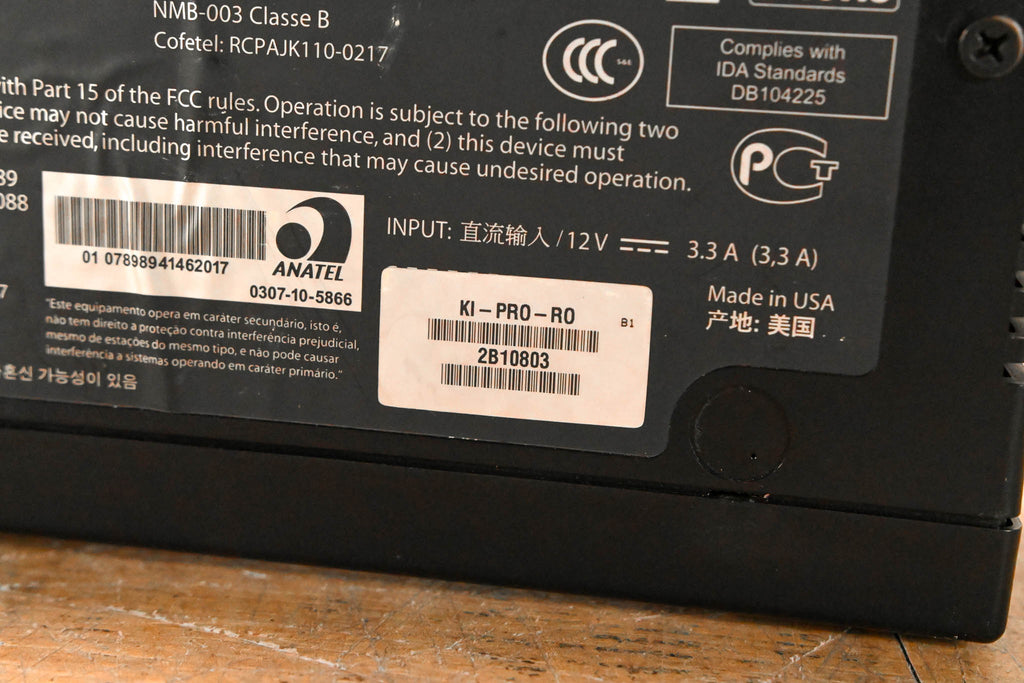 NMB-003 Classe B
Cofetel: RCPAJK110-0217
CCC S&E
Complies with
IDA Standards
DB104225
with Part 15 of the FCC rules. Operation is subject to the following two
may not cause harmful interference, and (2) this device must
received, including interference that may cause undesired operation.
PCT
89
088
01 07898941462017
ANATEL
0307-10-5866
INPUT: 直流输入 / 12 V 3.3 A (3,3 A)
7
"Este equipamento opera em caráter secundário, isto é,
não tem direito a proteção contra interferência prejudicial,
mesmo de estações do mesmo tipo, e não pode causar
interferência a sistemas operando em caráter primário."
혼신 가능성이 있음
KI-PRO-RO
B1
2B10803
Made in USA
产地: 美国